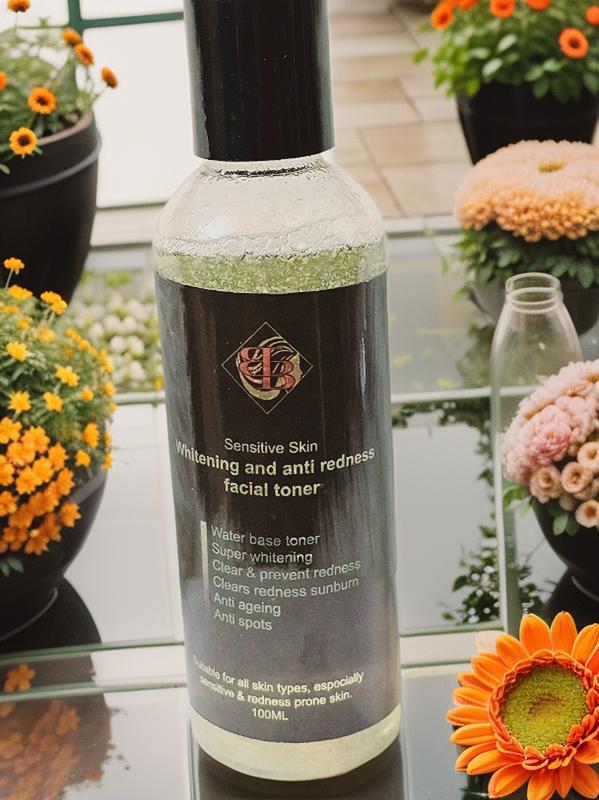 BB
Sensitive Skin
Whitening and anti redness
facial toner
Water base toner
Super whitening
Clear & prevent redness
Clears redness sunburn
Anti ageing
Anti spots
Suitable for all skin types, especially
sensitive & redness prone skin.
100ML